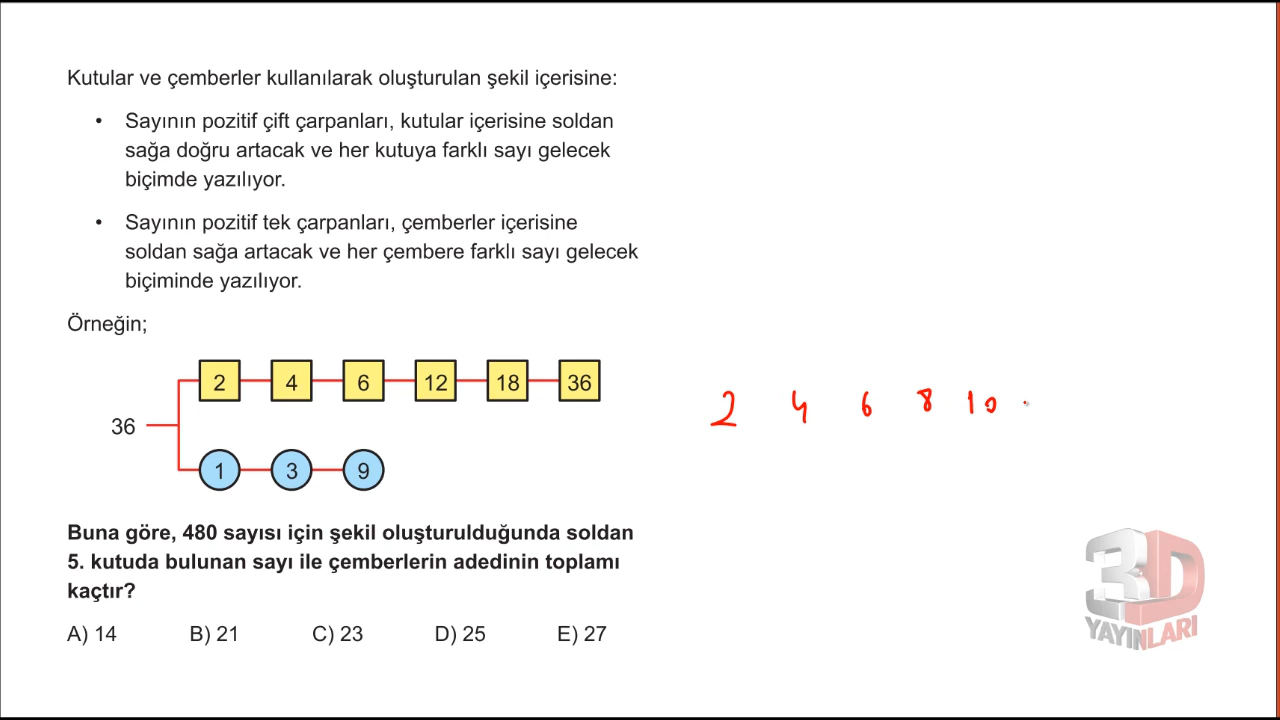 Kutular ve çemberler kullanılarak oluşturulan şekil içerisine:
• Sayının pozitif çift çarpanları, kutular içerisine soldan
sağa doğru artacak ve her kutuya farklı sayı gelecek
biçimde yazılıyor.
• Sayının pozitif tek çarpanları, çemberler içerisine
soldan sağa artacak ve her çembere farklı sayı gelecek
biçiminde yazılıyor.
Örneğin;
2 4 6 12 18 36
36
1 3 9
2 4 6 8 10
Buna göre, 480 sayısı için şekil oluşturulduğunda soldan
5. kutuda bulunan sayı ile çemberlerin adedinin toplamı
kaçtır?
A) 14 B) 21 C) 23 D) 25 E) 27
3D
YAYINLARI